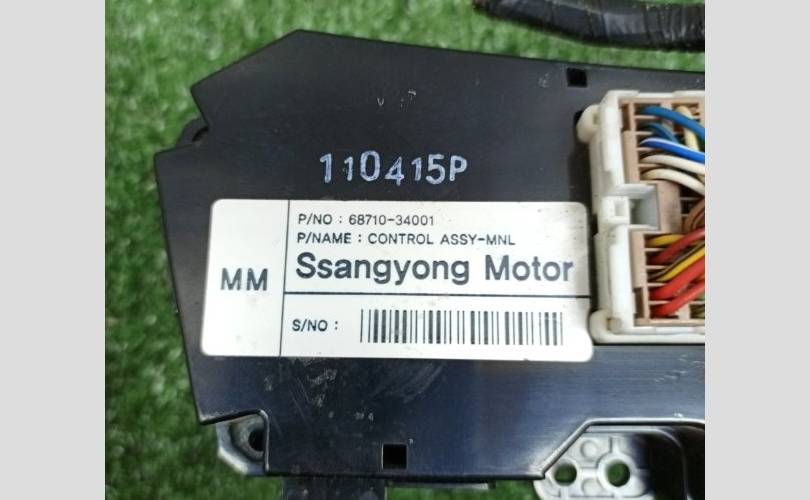 110415P
P/NO : 68710-34001
P/NAME : CONTROL ASSY-MNL
MM
Ssangyong Motor
S/NO :